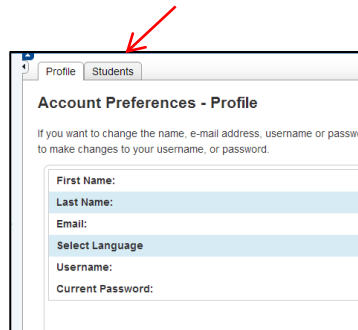 Profile Students
Account Preferences - Profile
If you want to change the name, e-mail address, username or
to make changes to your username, or password.
First Name:
Last Name:
Email:
Select Language
Username:
Current Password: